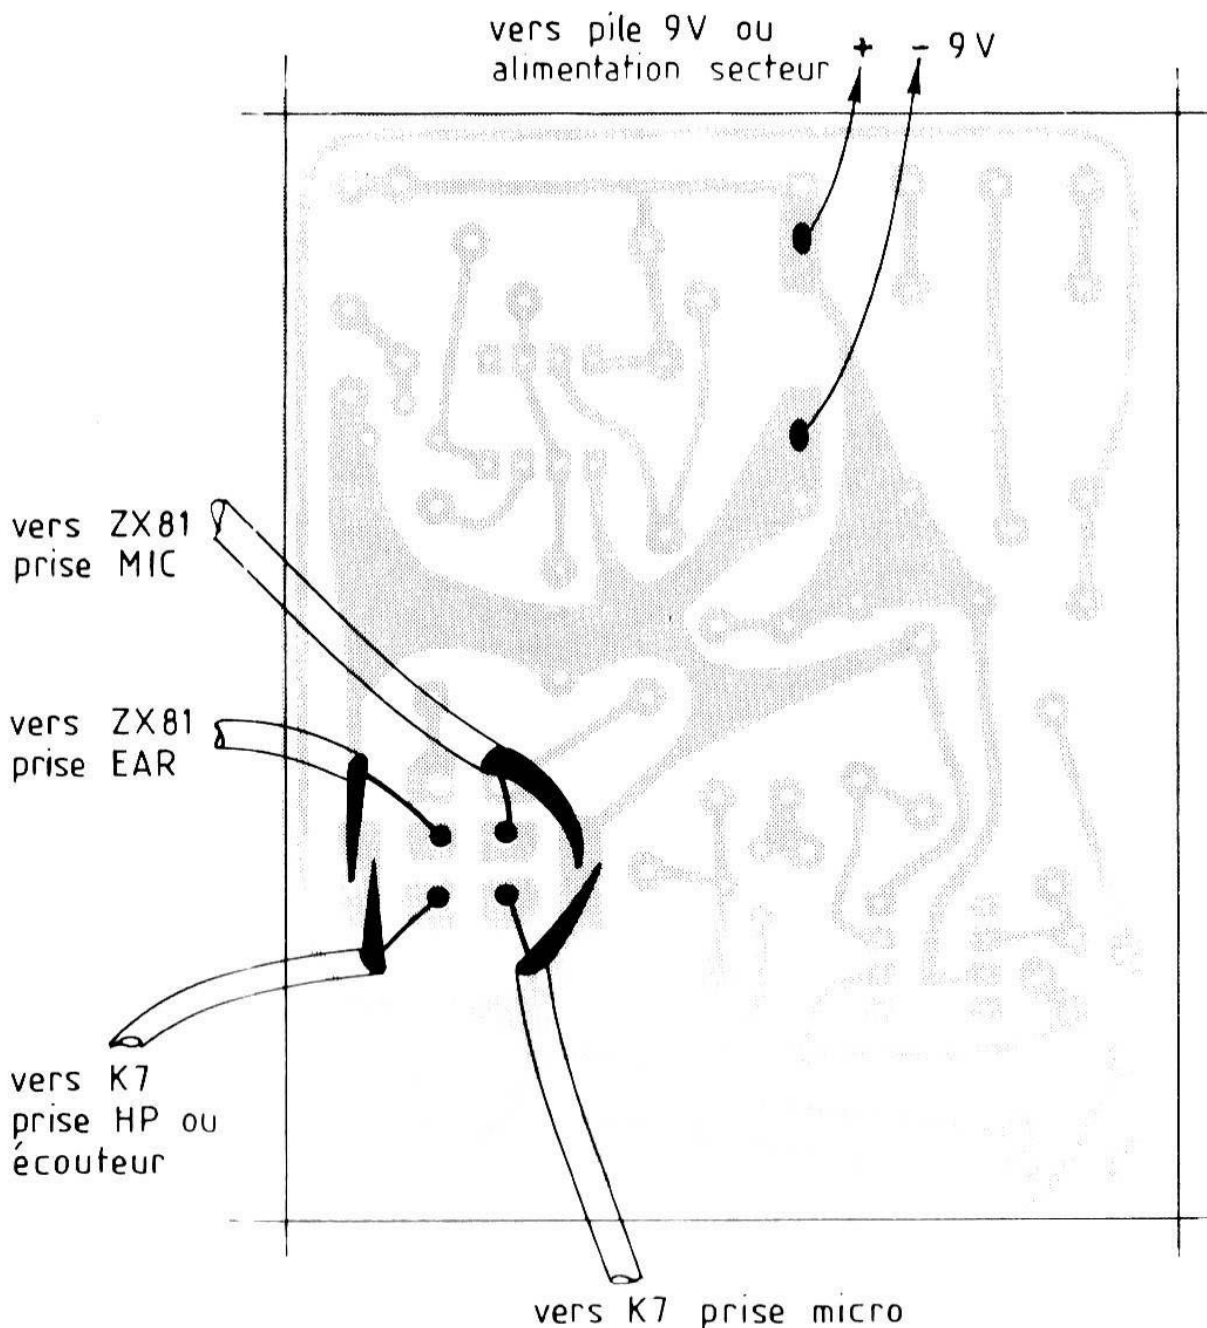 vers pile 9V ou
alimentation secteur + - 9V
vers ZX81
prise MIC
vers ZX81
prise EAR
vers K7
prise HP ou
écouteur
vers K7 prise micro